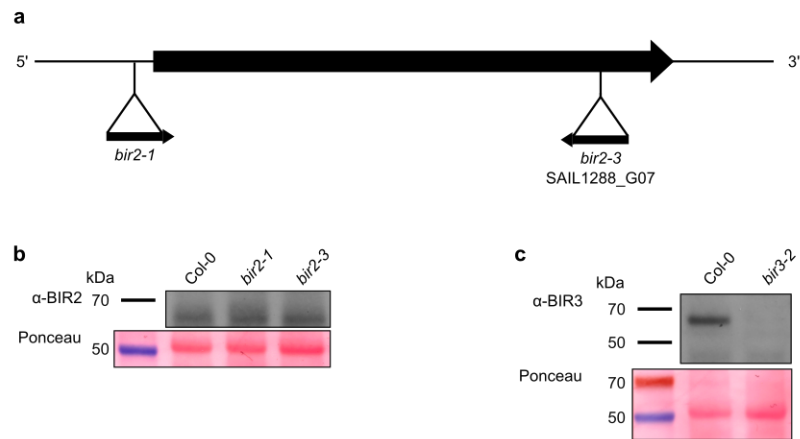 a
5' 3'
bir2-1
bir2-3
SAIL1288_G07
b
kDa Col-0 bir2-1 bir2-3
α-BIR2 70
Ponceau
50
c
kDa Col-0 bir3-2
α-BIR3 70
50
Ponceau 70
50